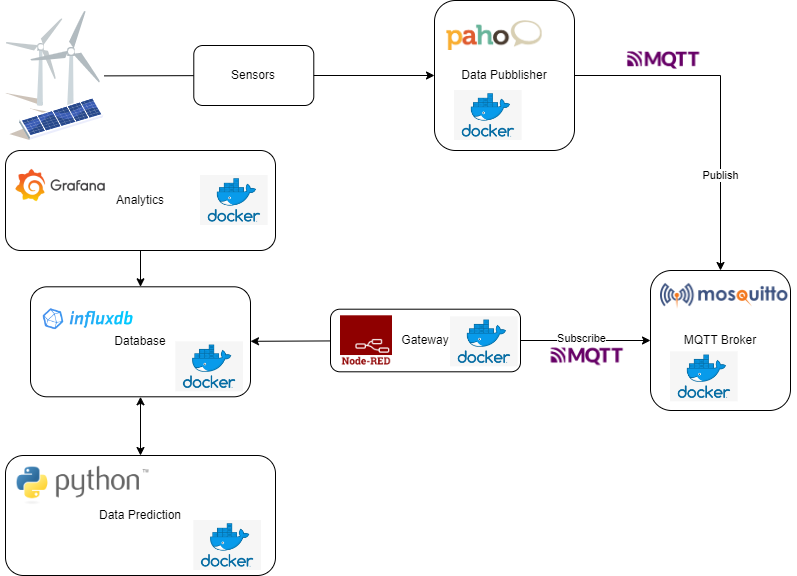 paho
Sensors
Data Pubblisher
docker
MQTT
Publish
Grafana
Analytics
docker
mosquitto
MQTT Broker
docker
influxdb
Database
docker
Node-RED
Gateway
docker
Subscribe
MQTT
python™
Data Prediction
docker